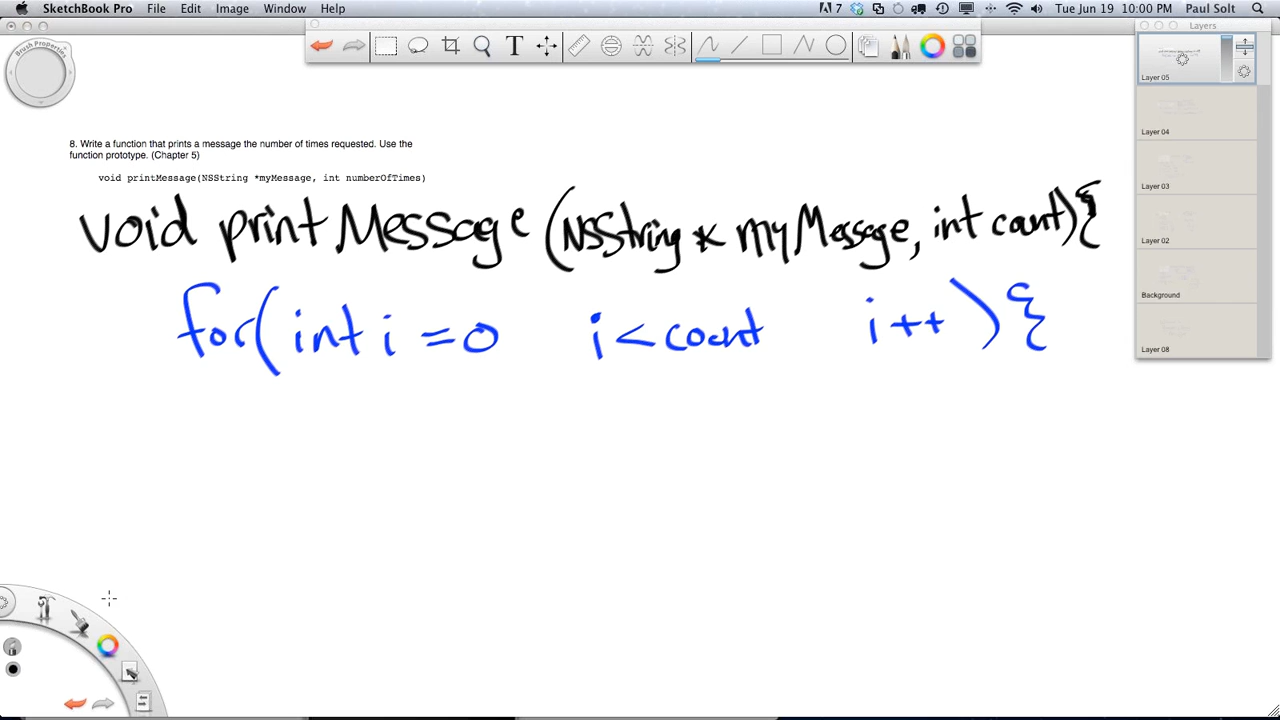 SketchBook Pro File Edit Image Window Help 7 Tue Jun 19 10:00 PM Paul Solt
Layers
Brush Properties
Layer 05
Layer 04
Layer 03
Layer 02
Background
Layer 08
8. Write a function that prints a message the number of times requested. Use the
function prototype. (Chapter 5)
void printMessage(NSString *myMessage, int numberOfTimes)
void printMessage (NSString * myMessage, int count){
for( int i = 0 i < count i ++ ) {